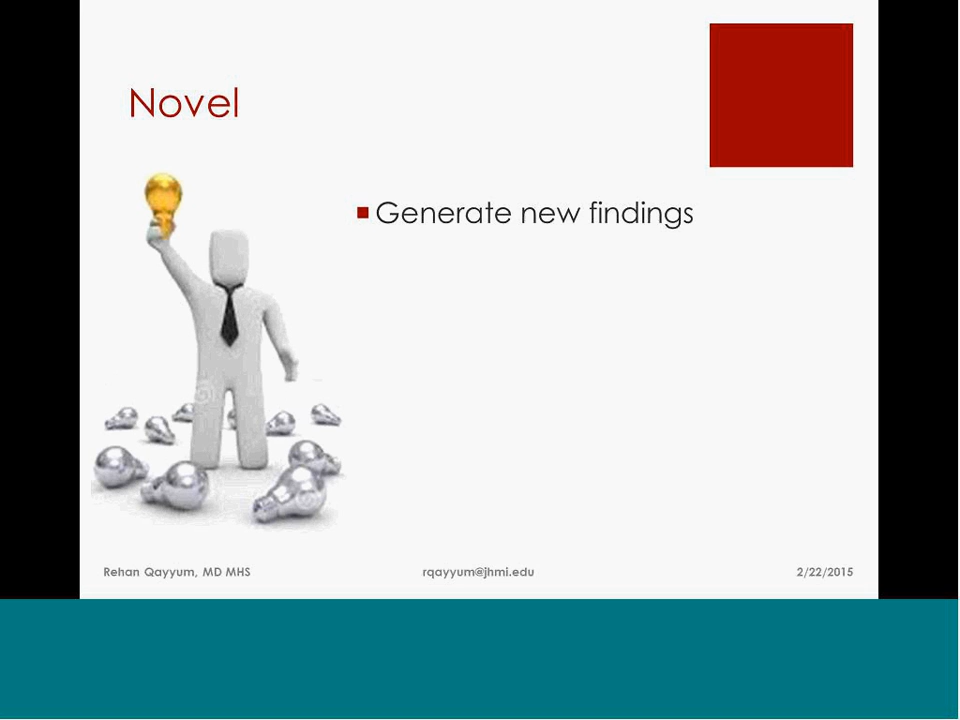 Novel
Generate new findings
Rehan Qayyum, MD MHS
rqayyum@jhmi.edu
2/22/2015